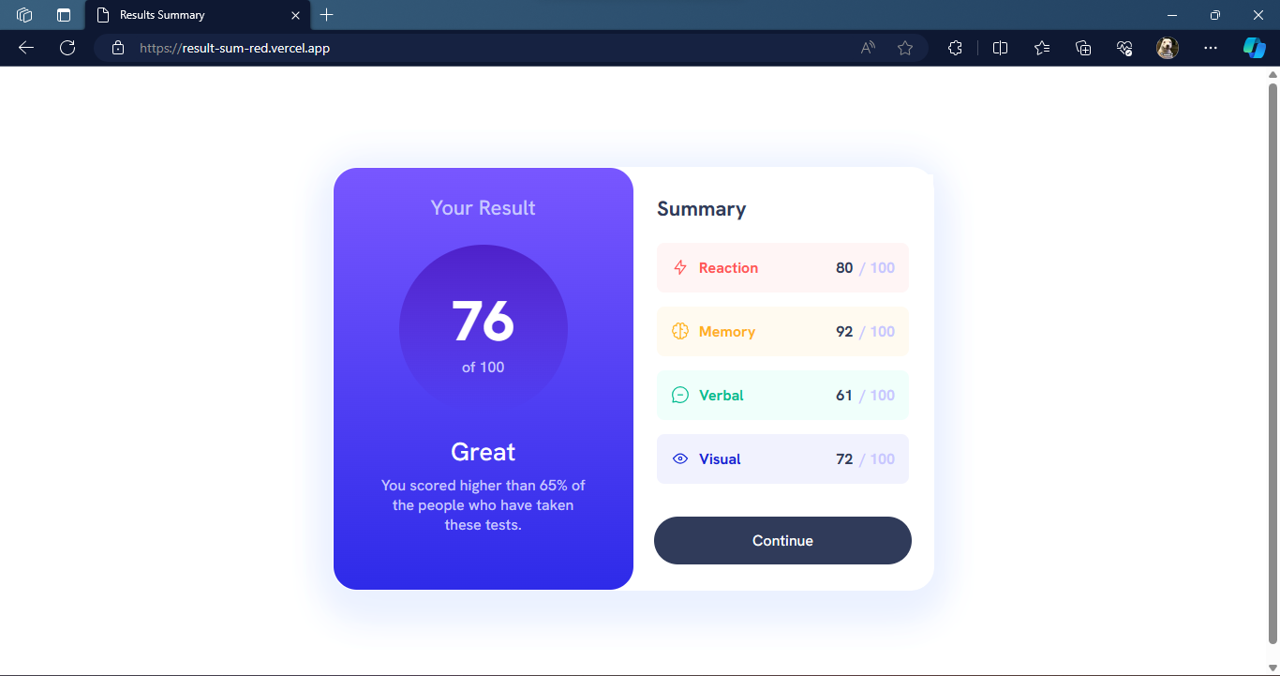 Results Summary
https://result-sum-red.vercel.app
Your Result
76
of 100
Great
You scored higher than 65% of
the people who have taken
these tests.
Summary
Reaction 80 / 100
Memory 92 / 100
Verbal 61 / 100
Visual 72 / 100
Continue